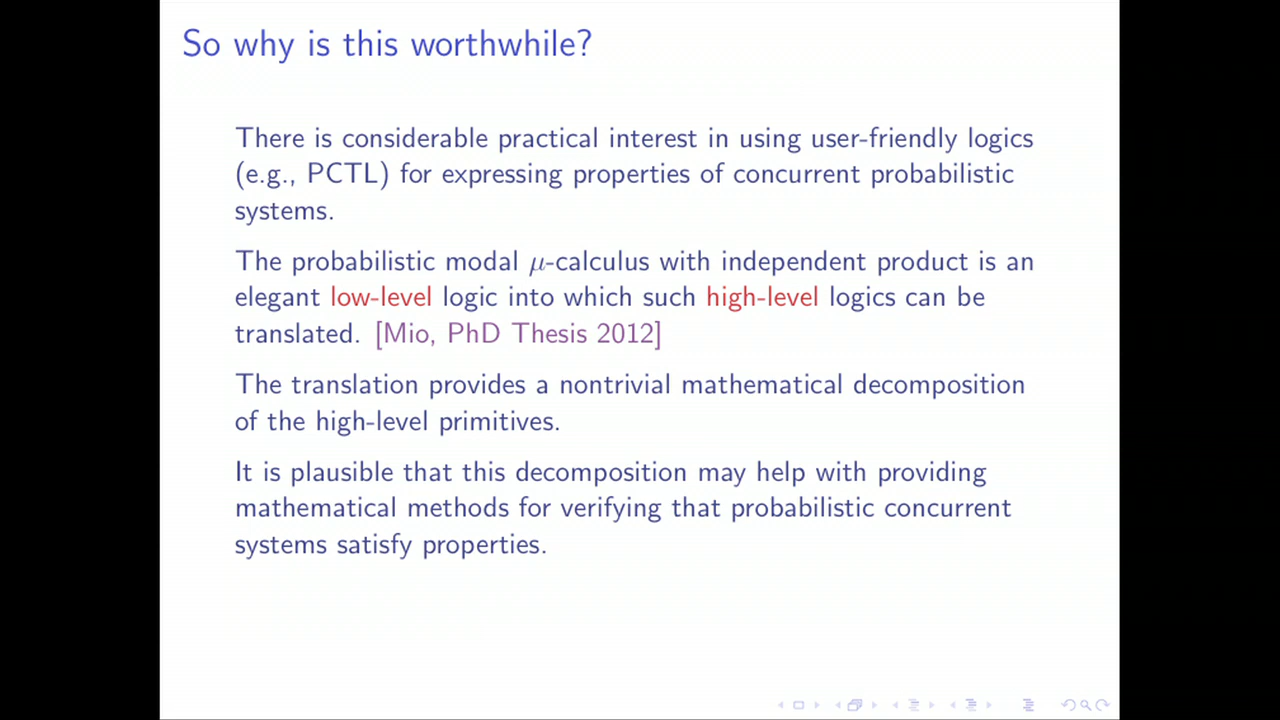 So why is this worthwhile?
There is considerable practical interest in using user-friendly logics
(e.g., PCTL) for expressing properties of concurrent probabilistic
systems.
The probabilistic modal μ-calculus with independent product is an
elegant low-level logic into which such high-level logics can be
translated. [Mio, PhD Thesis 2012]
The translation provides a nontrivial mathematical decomposition
of the high-level primitives.
It is plausible that this decomposition may help with providing
mathematical methods for verifying that probabilistic concurrent
systems satisfy properties.